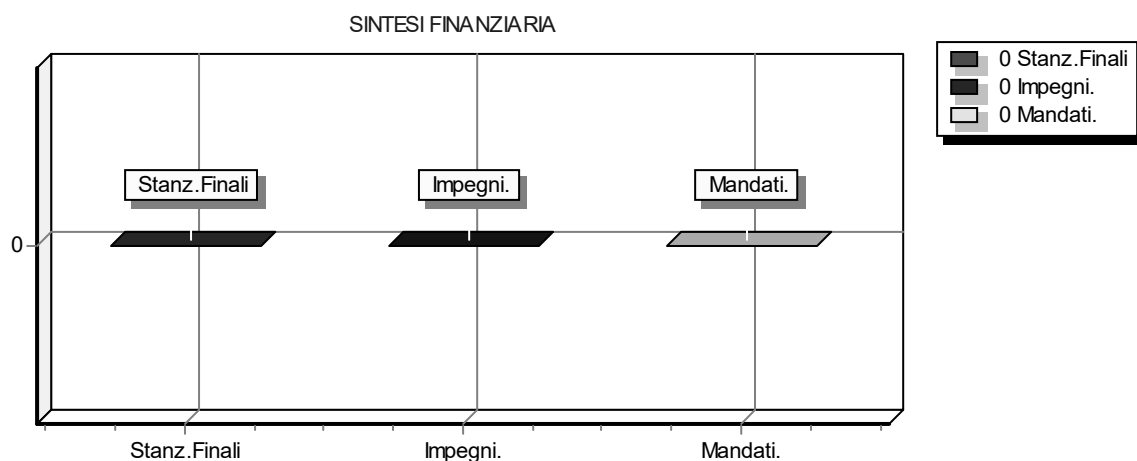 SINTESI FINANZIARIA
0 Stanz.Finali
0 Impegni.
0 Mandati.
Stanz.Finali
Impegni.
Mandati.
0
Stanz.Finali
Impegni.
Mandati.